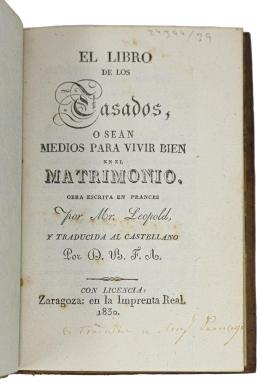 EL LIBRO
DE LOS
Casados,
O SEAN
MEDIOS PARA VIVIR BIEN
EN EL
MATRIMONIO.
OBRA ESCRITA EN FRANCES
por Mr. Leopold,
Y TRADUCIDA AL CASTELLANO
Por D. B. F. A.
CON LICENCIA:
Zaragoza: en la Imprenta Real.
1830.